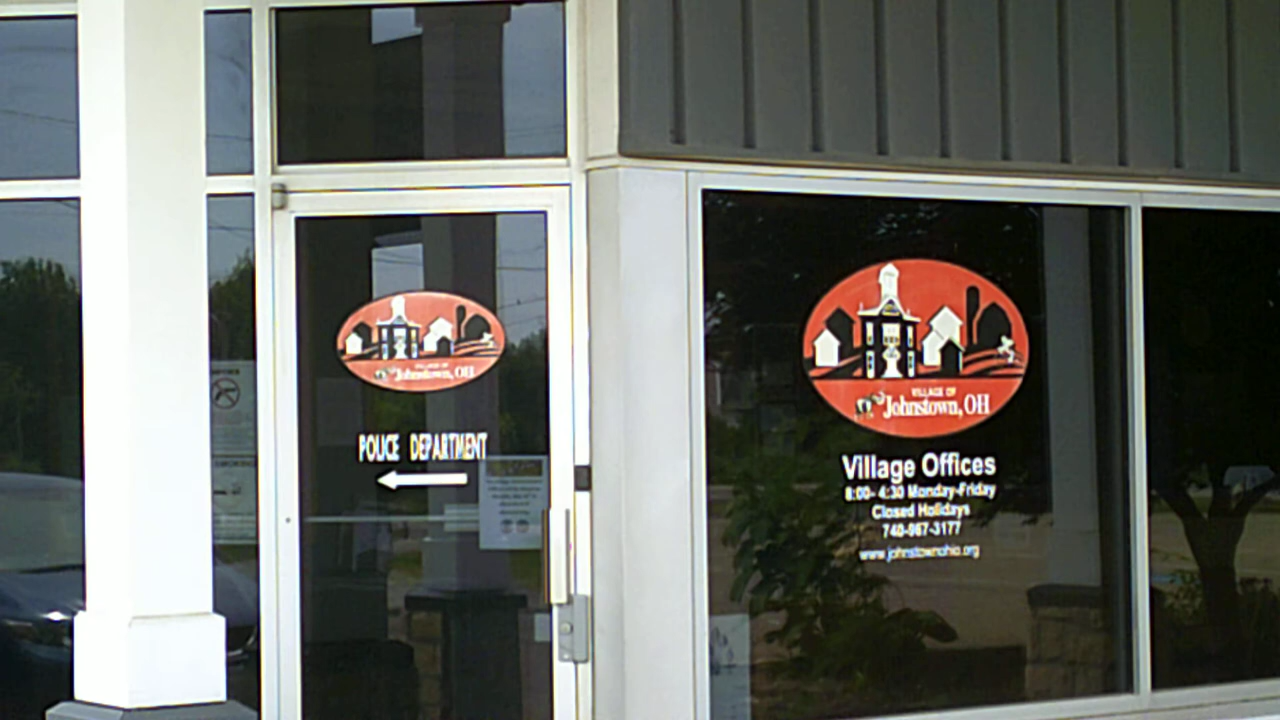 VILLAGE OF
Johnstown, OH
POLICE DEPARTMENT
VILLAGE OF
Johnstown, OH
Village Offices
8:00- 4:30 Monday-Friday
Closed Holidays
740-967-3177
www.johnstownohio.org